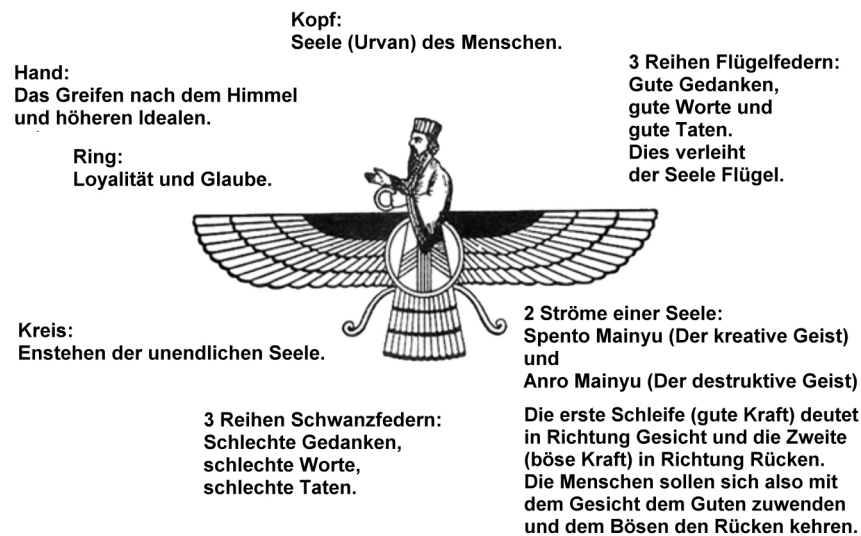 Kopf:
Seele (Urvan) des Menschen.
Hand:
Das Greifen nach dem Himmel
und höheren Idealen.
Ring:
Loyalität und Glaube.
3 Reihen Flügelfedern:
Gute Gedanken,
gute Worte und
gute Taten.
Dies verleiht
der Seele Flügel.
Kreis:
Enstehen der unendlichen Seele.
2 Ströme einer Seele:
Spento Mainyu (Der kreative Geist)
und
Anro Mainyu (Der destruktive Geist)
3 Reihen Schwanzfedern:
Schlechte Gedanken,
schlechte Worte,
schlechte Taten.
Die erste Schleife (gute Kraft) deutet
in Richtung Gesicht und die Zweite
(böse Kraft) in Richtung Rücken.
Die Menschen sollen sich also mit
dem Gesicht dem Guten zuwenden
und dem Bösen den Rücken kehren.